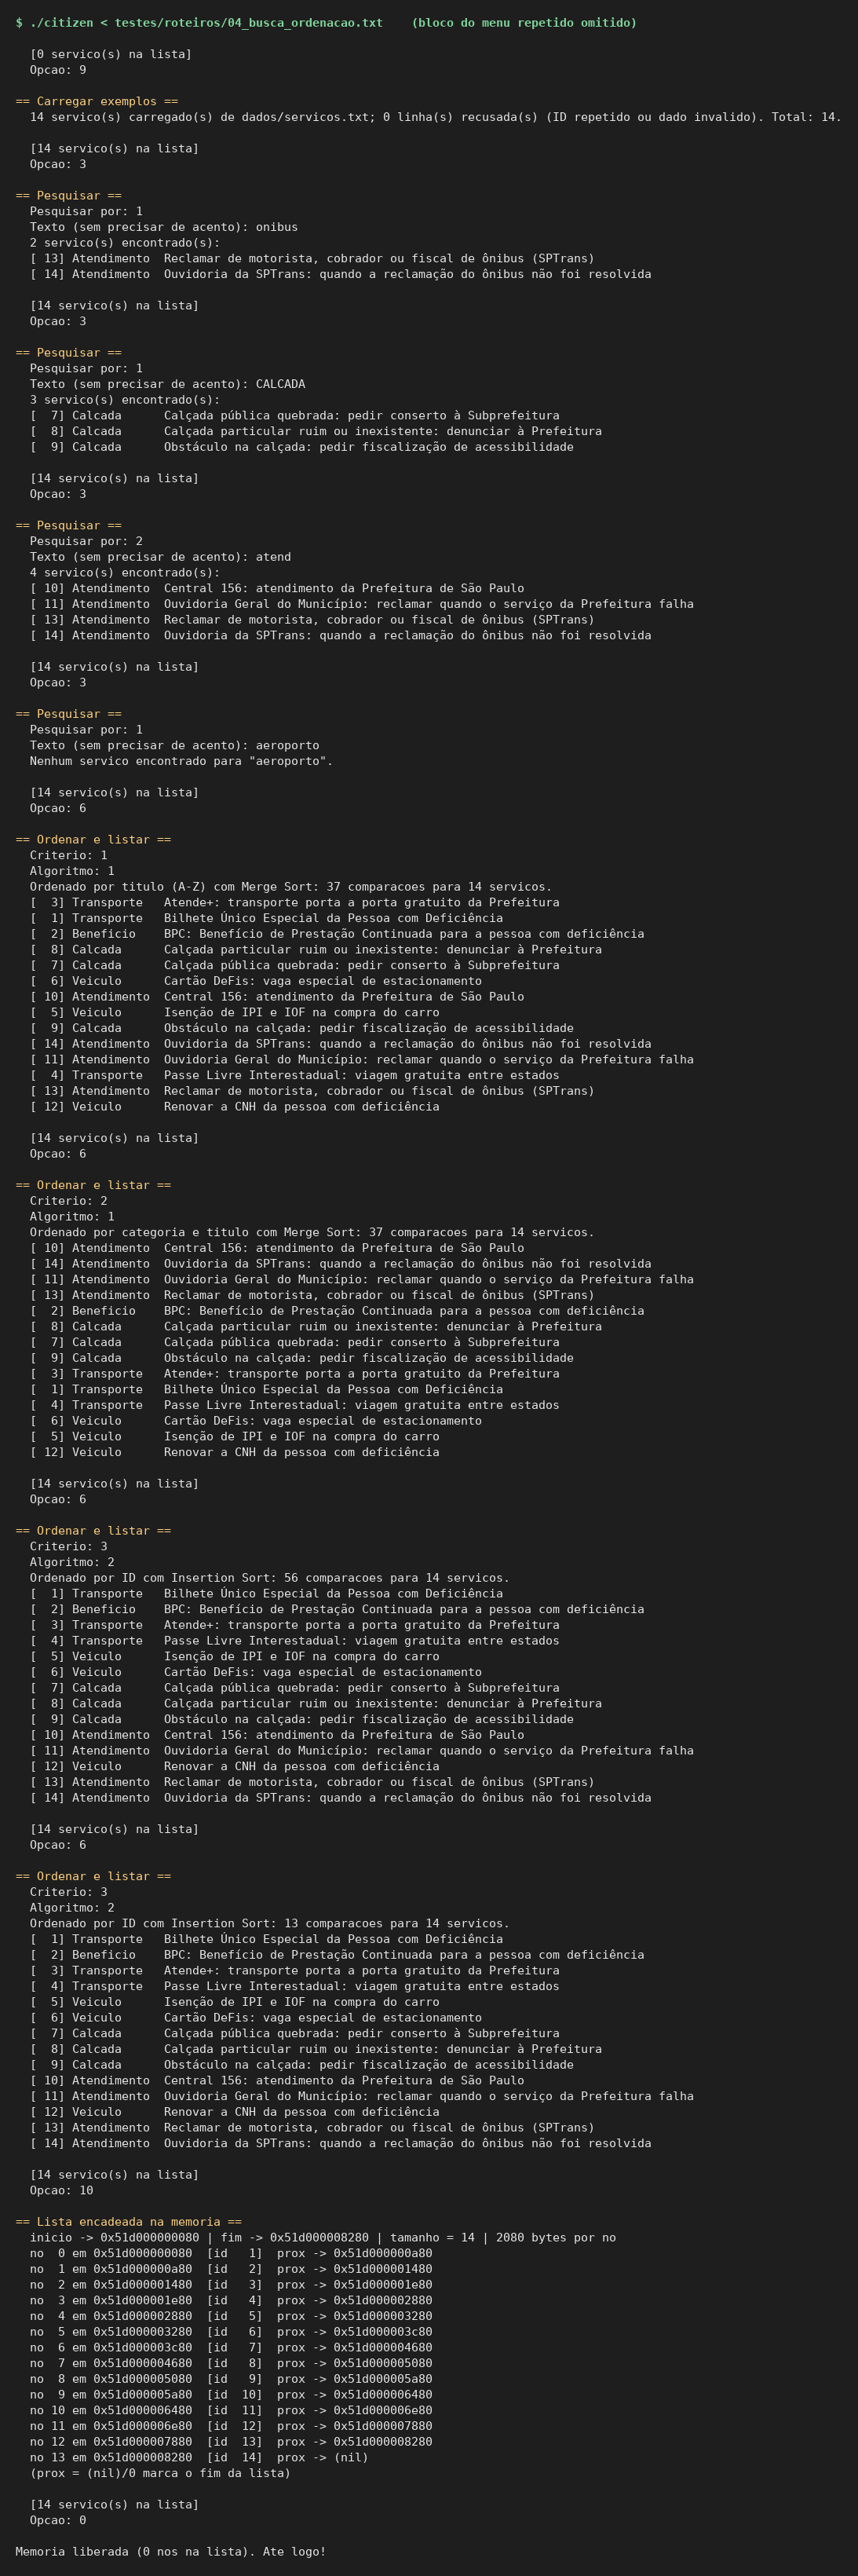 $ ./citizen < testes/roteiros/04_busca_ordenacao.txt    (bloco do menu repetido omitido)

  [0 servico(s) na lista]
  Opcao: 9

== Carregar exemplos ==
  14 servico(s) carregado(s) de dados/servicos.txt; 0 linha(s) recusada(s) (ID repetido ou dado invalido). Total: 14.

  [14 servico(s) na lista]
  Opcao: 3

== Pesquisar ==
  Pesquisar por: 1
  Texto (sem precisar de acento): onibus
  2 servico(s) encontrado(s):
  [ 13] Atendimento  Reclamar de motorista, cobrador ou fiscal de ônibus (SPTrans)
  [ 14] Atendimento  Ouvidoria da SPTrans: quando a reclamação do ônibus não foi resolvida

  [14 servico(s) na lista]
  Opcao: 3

== Pesquisar ==
  Pesquisar por: 1
  Texto (sem precisar de acento): CALCADA
  3 servico(s) encontrado(s):
  [  7] Calcada      Calçada pública quebrada: pedir conserto à Subprefeitura
  [  8] Calcada      Calçada particular ruim ou inexistente: denunciar à Prefeitura
  [  9] Calcada      Obstáculo na calçada: pedir fiscalização de acessibilidade

  [14 servico(s) na lista]
  Opcao: 3

== Pesquisar ==
  Pesquisar por: 2
  Texto (sem precisar de acento): atend
  4 servico(s) encontrado(s):
  [ 10] Atendimento  Central 156: atendimento da Prefeitura de São Paulo
  [ 11] Atendimento  Ouvidoria Geral do Município: reclamar quando o serviço da Prefeitura falha
  [ 13] Atendimento  Reclamar de motorista, cobrador ou fiscal de ônibus (SPTrans)
  [ 14] Atendimento  Ouvidoria da SPTrans: quando a reclamação do ônibus não foi resolvida

  [14 servico(s) na lista]
  Opcao: 3

== Pesquisar ==
  Pesquisar por: 1
  Texto (sem precisar de acento): aeroporto
  Nenhum servico encontrado para "aeroporto".

  [14 servico(s) na lista]
  Opcao: 6

== Ordenar e listar ==
  Criterio: 1
  Algoritmo: 1
  Ordenado por titulo (A-Z) com Merge Sort: 37 comparacoes para 14 servicos.
  [  3] Transporte   Atende+: transporte porta a porta gratuito da Prefeitura
  [  1] Transporte   Bilhete Único Especial da Pessoa com Deficiência
  [  2] Beneficio    BPC: Benefício de Prestação Continuada para a pessoa com deficiência
  [  8] Calcada      Calçada particular ruim ou inexistente: denunciar à Prefeitura
  [  7] Calcada      Calçada pública quebrada: pedir conserto à Subprefeitura
  [  6] Veiculo      Cartão DeFis: vaga especial de estacionamento
  [ 10] Atendimento  Central 156: atendimento da Prefeitura de São Paulo
  [  5] Veiculo      Isenção de IPI e IOF na compra do carro
  [  9] Calcada      Obstáculo na calçada: pedir fiscalização de acessibilidade
  [ 14] Atendimento  Ouvidoria da SPTrans: quando a reclamação do ônibus não foi resolvida
  [ 11] Atendimento  Ouvidoria Geral do Município: reclamar quando o serviço da Prefeitura falha
  [  4] Transporte   Passe Livre Interestadual: viagem gratuita entre estados
  [ 13] Atendimento  Reclamar de motorista, cobrador ou fiscal de ônibus (SPTrans)
  [ 12] Veiculo      Renovar a CNH da pessoa com deficiência

  [14 servico(s) na lista]
  Opcao: 6

== Ordenar e listar ==
  Criterio: 2
  Algoritmo: 1
  Ordenado por categoria e titulo com Merge Sort: 37 comparacoes para 14 servicos.
  [ 10] Atendimento  Central 156: atendimento da Prefeitura de São Paulo
  [ 14] Atendimento  Ouvidoria da SPTrans: quando a reclamação do ônibus não foi resolvida
  [ 11] Atendimento  Ouvidoria Geral do Município: reclamar quando o serviço da Prefeitura falha
  [ 13] Atendimento  Reclamar de motorista, cobrador ou fiscal de ônibus (SPTrans)
  [  2] Beneficio    BPC: Benefício de Prestação Continuada para a pessoa com deficiência
  [  8] Calcada      Calçada particular ruim ou inexistente: denunciar à Prefeitura
  [  7] Calcada      Calçada pública quebrada: pedir conserto à Subprefeitura
  [  9] Calcada      Obstáculo na calçada: pedir fiscalização de acessibilidade
  [  3] Transporte   Atende+: transporte porta a porta gratuito da Prefeitura
  [  1] Transporte   Bilhete Único Especial da Pessoa com Deficiência
  [  4] Transporte   Passe Livre Interestadual: viagem gratuita entre estados
  [  6] Veiculo      Cartão DeFis: vaga especial de estacionamento
  [  5] Veiculo      Isenção de IPI e IOF na compra do carro
  [ 12] Veiculo      Renovar a CNH da pessoa com deficiência

  [14 servico(s) na lista]
  Opcao: 6

== Ordenar e listar ==
  Criterio: 3
  Algoritmo: 2
  Ordenado por ID com Insertion Sort: 56 comparacoes para 14 servicos.
  [  1] Transporte   Bilhete Único Especial da Pessoa com Deficiência
  [  2] Beneficio    BPC: Benefício de Prestação Continuada para a pessoa com deficiência
  [  3] Transporte   Atende+: transporte porta a porta gratuito da Prefeitura
  [  4] Transporte   Passe Livre Interestadual: viagem gratuita entre estados
  [  5] Veiculo      Isenção de IPI e IOF na compra do carro
  [  6] Veiculo      Cartão DeFis: vaga especial de estacionamento
  [  7] Calcada      Calçada pública quebrada: pedir conserto à Subprefeitura
  [  8] Calcada      Calçada particular ruim ou inexistente: denunciar à Prefeitura
  [  9] Calcada      Obstáculo na calçada: pedir fiscalização de acessibilidade
  [ 10] Atendimento  Central 156: atendimento da Prefeitura de São Paulo
  [ 11] Atendimento  Ouvidoria Geral do Município: reclamar quando o serviço da Prefeitura falha
  [ 12] Veiculo      Renovar a CNH da pessoa com deficiência
  [ 13] Atendimento  Reclamar de motorista, cobrador ou fiscal de ônibus (SPTrans)
  [ 14] Atendimento  Ouvidoria da SPTrans: quando a reclamação do ônibus não foi resolvida

  [14 servico(s) na lista]
  Opcao: 6

== Ordenar e listar ==
  Criterio: 3
  Algoritmo: 2
  Ordenado por ID com Insertion Sort: 13 comparacoes para 14 servicos.
  [  1] Transporte   Bilhete Único Especial da Pessoa com Deficiência
  [  2] Beneficio    BPC: Benefício de Prestação Continuada para a pessoa com deficiência
  [  3] Transporte   Atende+: transporte porta a porta gratuito da Prefeitura
  [  4] Transporte   Passe Livre Interestadual: viagem gratuita entre estados
  [  5] Veiculo      Isenção de IPI e IOF na compra do carro
  [  6] Veiculo      Cartão DeFis: vaga especial de estacionamento
  [  7] Calcada      Calçada pública quebrada: pedir conserto à Subprefeitura
  [  8] Calcada      Calçada particular ruim ou inexistente: denunciar à Prefeitura
  [  9] Calcada      Obstáculo na calçada: pedir fiscalização de acessibilidade
  [ 10] Atendimento  Central 156: atendimento da Prefeitura de São Paulo
  [ 11] Atendimento  Ouvidoria Geral do Município: reclamar quando o serviço da Prefeitura falha
  [ 12] Veiculo      Renovar a CNH da pessoa com deficiência
  [ 13] Atendimento  Reclamar de motorista, cobrador ou fiscal de ônibus (SPTrans)
  [ 14] Atendimento  Ouvidoria da SPTrans: quando a reclamação do ônibus não foi resolvida

  [14 servico(s) na lista]
  Opcao: 10

== Lista encadeada na memoria ==
  inicio -> 0x51d000000080 | fim -> 0x51d000008280 | tamanho = 14 | 2080 bytes por no
  no  0 em 0x51d000000080  [id   1]  prox -> 0x51d000000a80
  no  1 em 0x51d000000a80  [id   2]  prox -> 0x51d000001480
  no  2 em 0x51d000001480  [id   3]  prox -> 0x51d000001e80
  no  3 em 0x51d000001e80  [id   4]  prox -> 0x51d000002880
  no  4 em 0x51d000002880  [id   5]  prox -> 0x51d000003280
  no  5 em 0x51d000003280  [id   6]  prox -> 0x51d000003c80
  no  6 em 0x51d000003c80  [id   7]  prox -> 0x51d000004680
  no  7 em 0x51d000004680  [id   8]  prox -> 0x51d000005080
  no  8 em 0x51d000005080  [id   9]  prox -> 0x51d000005a80
  no  9 em 0x51d000005a80  [id  10]  prox -> 0x51d000006480
  no 10 em 0x51d000006480  [id  11]  prox -> 0x51d000006e80
  no 11 em 0x51d000006e80  [id  12]  prox -> 0x51d000007880
  no 12 em 0x51d000007880  [id  13]  prox -> 0x51d000008280
  no 13 em 0x51d000008280  [id  14]  prox -> (nil)
  (prox = (nil)/0 marca o fim da lista)

  [14 servico(s) na lista]
  Opcao: 0

Memoria liberada (0 nos na lista). Ate logo!